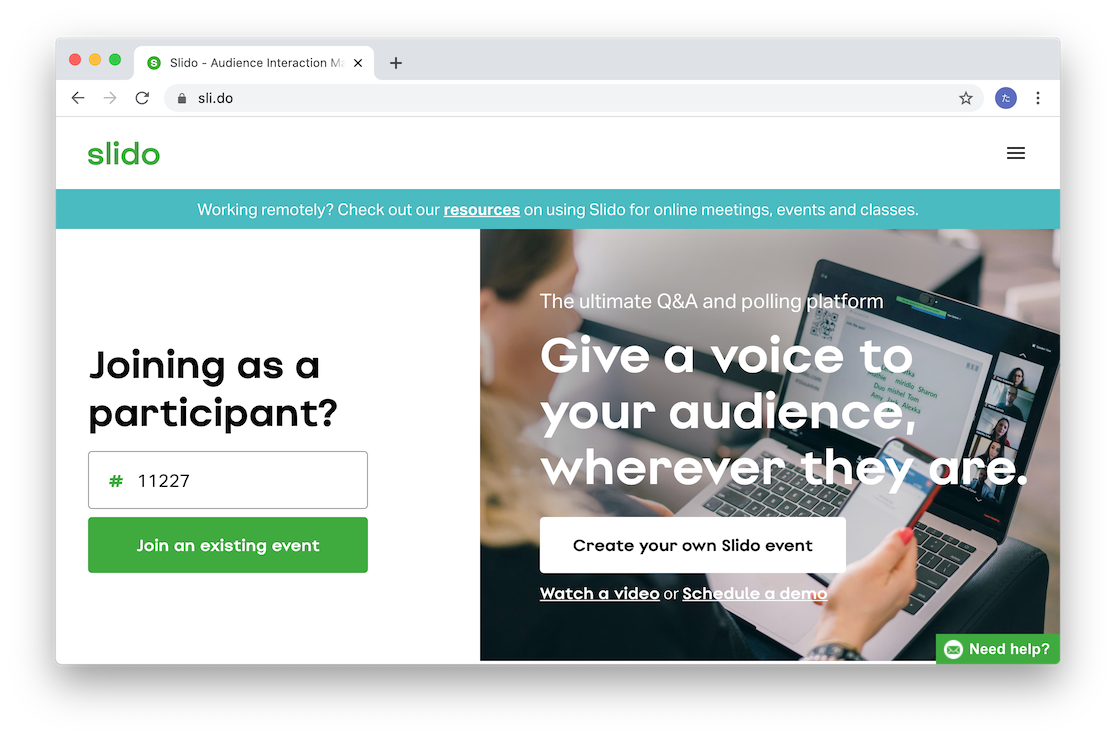 Slido - Audience Interaction Ma
sli.do
た
slido
Working remotely? Check out our resources on using Slido for online meetings, events and classes.
Joining as a
participant?
# 11227
Join an existing event
The ultimate Q&A and polling platform
Give a voice to
your audience,
wherever they are.
Create your own Slido event
Watch a video or Schedule a demo
Need help?